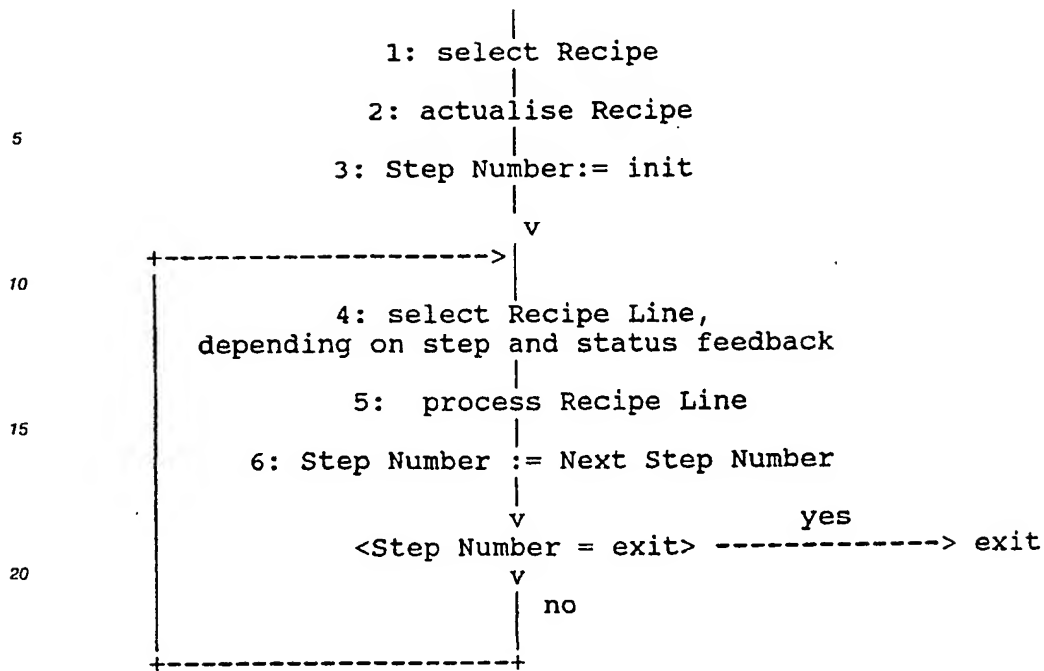 1: select Recipe
2: actualise Recipe
5
3: Step Number:= init
v
+-------------------->
10
4: select Recipe Line,
depending on step and status feedback
5: process Recipe Line
15
6: Step Number := Next Step Number
v
yes
<Step Number = exit> -------------> exit
20
v
no
+--------------------+